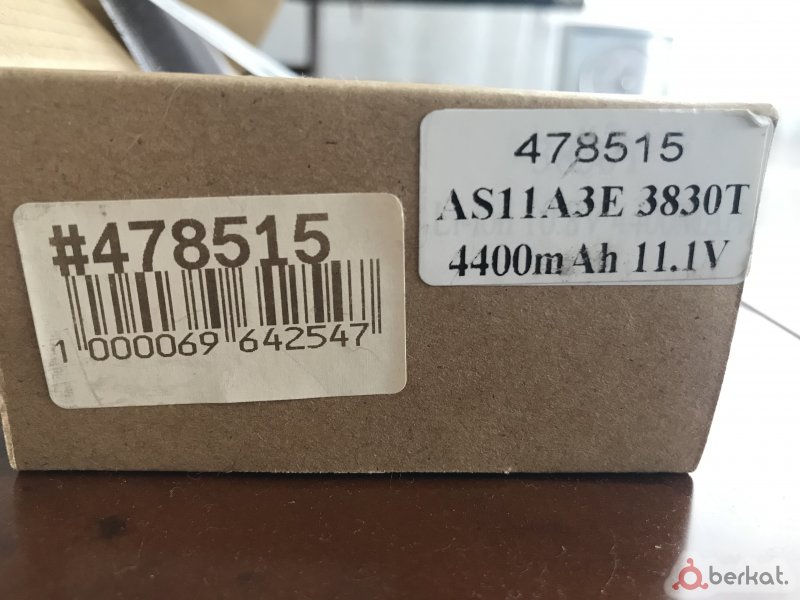 #478515
1 000069 642547
478515
AS11A3E 3830T
4400mAh 11.1V
berkat.